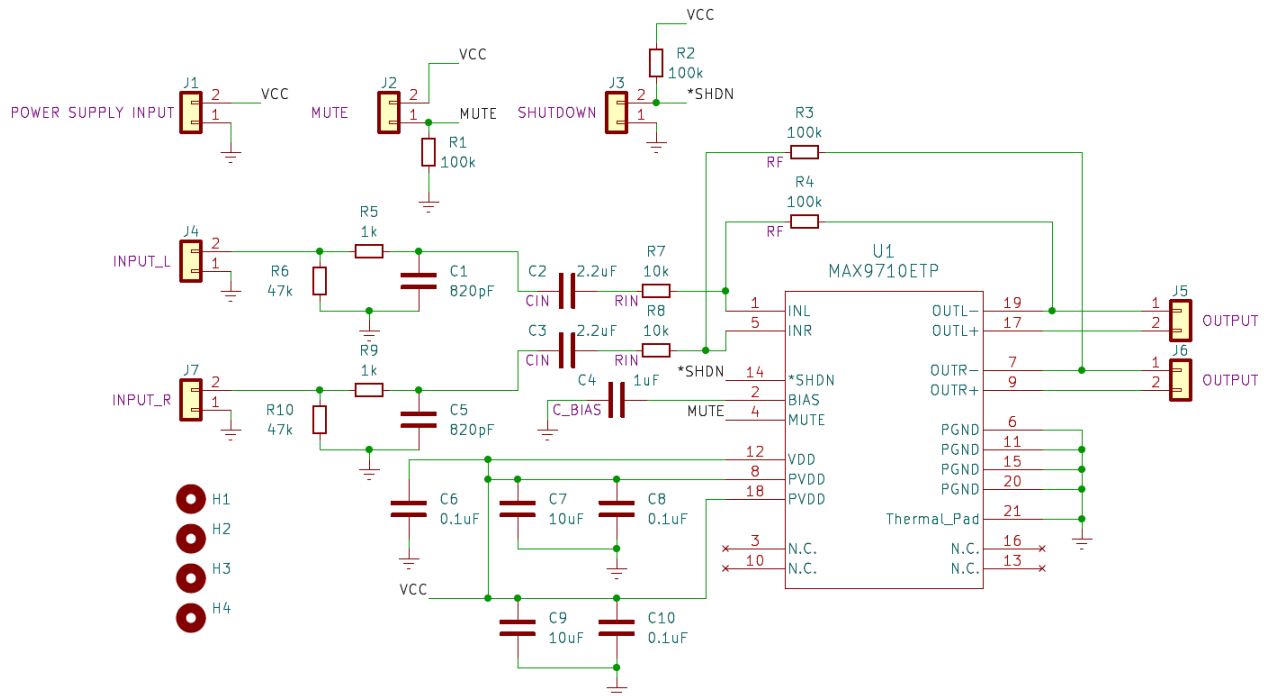 VCC
R2
100k
*SHDN
J3
2
1
SHUTDOWN
VCC
J2
2
1
MUTE
MUTE
R1
100k
J1
2
1
VCC
POWER SUPPLY INPUT
R3
100k
RF
R4
100k
RF
J4
2
1
INPUT_L
R5
1k
R6
47k
C1
820pF
C2
2.2uF
CIN
R7
10k
RIN
C3
2.2uF
CIN
R8
10k
RIN
J7
2
1
INPUT_R
R9
1k
R10
47k
C5
820pF
C4
1uF
C_BIAS
*SHDN
MUTE
U1
MAX9710ETP
1
INL
5
INR
14
*SHDN
2
BIAS
4
MUTE
12
VDD
8
PVDD
18
PVDD
3
N.C.
10
N.C.
OUTL-
19
OUTL+
17
OUTR-
7
OUTR+
9
PGND
6
PGND
11
PGND
15
PGND
20
Thermal_Pad
21
N.C.
16
N.C.
13
J5
1
2
OUTPUT
J6
1
2
OUTPUT
C6
0.1uF
C7
10uF
C8
0.1uF
VCC
C9
10uF
C10
0.1uF
H1
H2
H3
H4